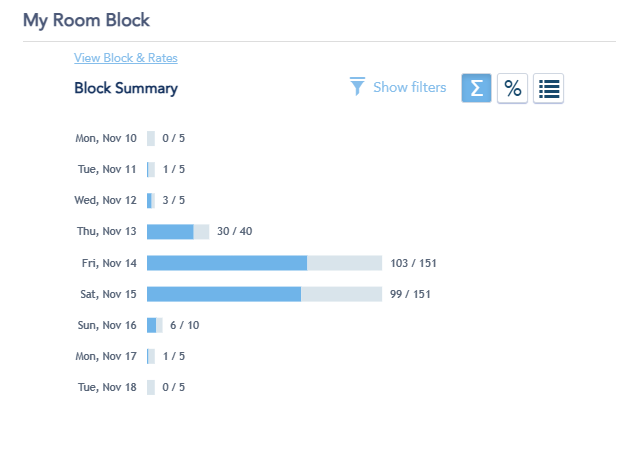 My Room Block
View Block & Rates
Block Summary
Show filters
Σ
%
Mon, Nov 10 0 / 5
Tue, Nov 11 1 / 5
Wed, Nov 12 3 / 5
Thu, Nov 13 30 / 40
Fri, Nov 14 103 / 151
Sat, Nov 15 99 / 151
Sun, Nov 16 6 / 10
Mon, Nov 17 1 / 5
Tue, Nov 18 0 / 5